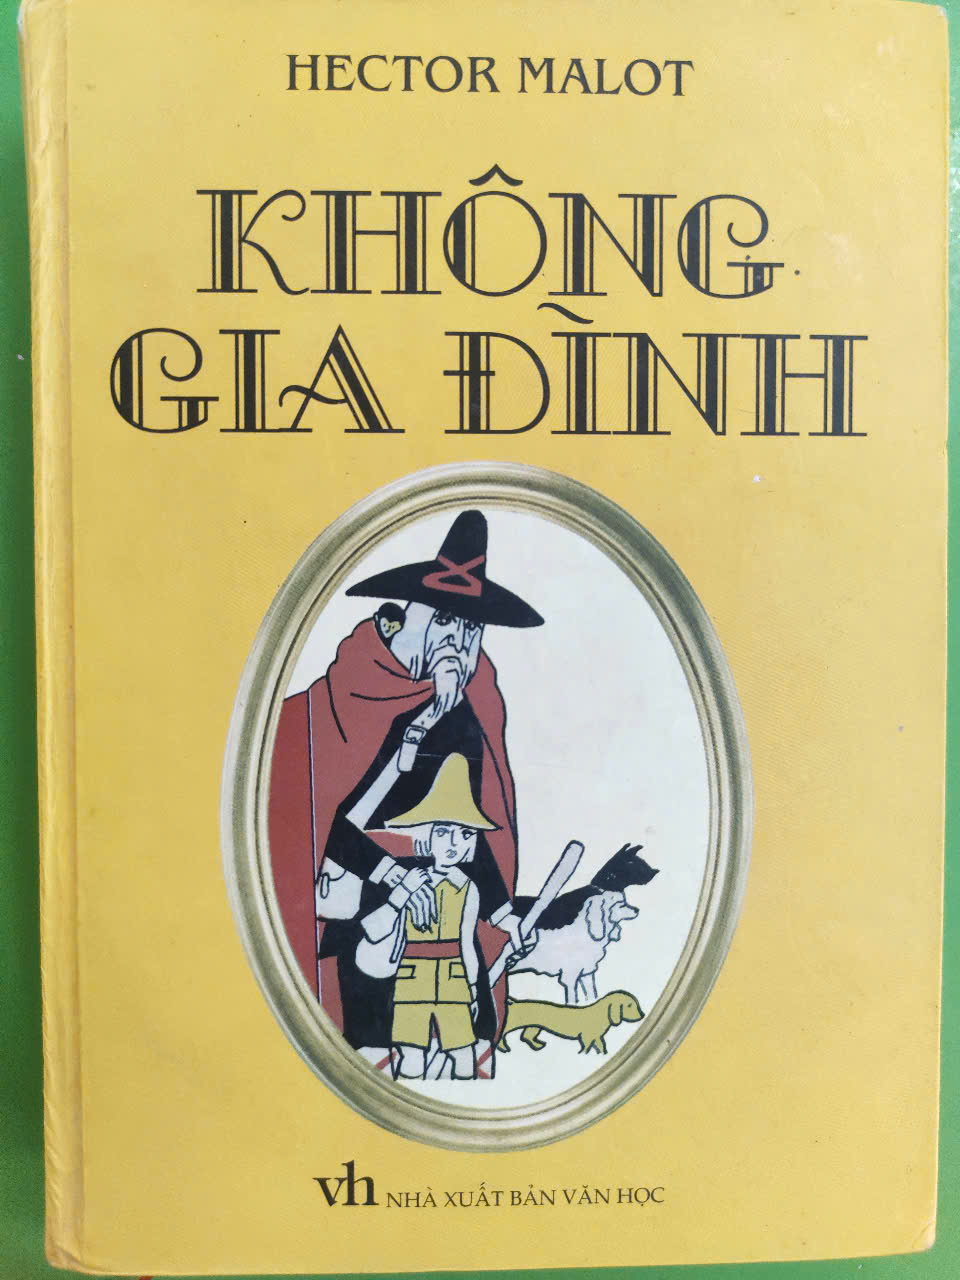 HECTOR MALOT
KHÔNG
GIA ĐÌNH
vh NHÀ XUẤT BẢN VĂN HỌC